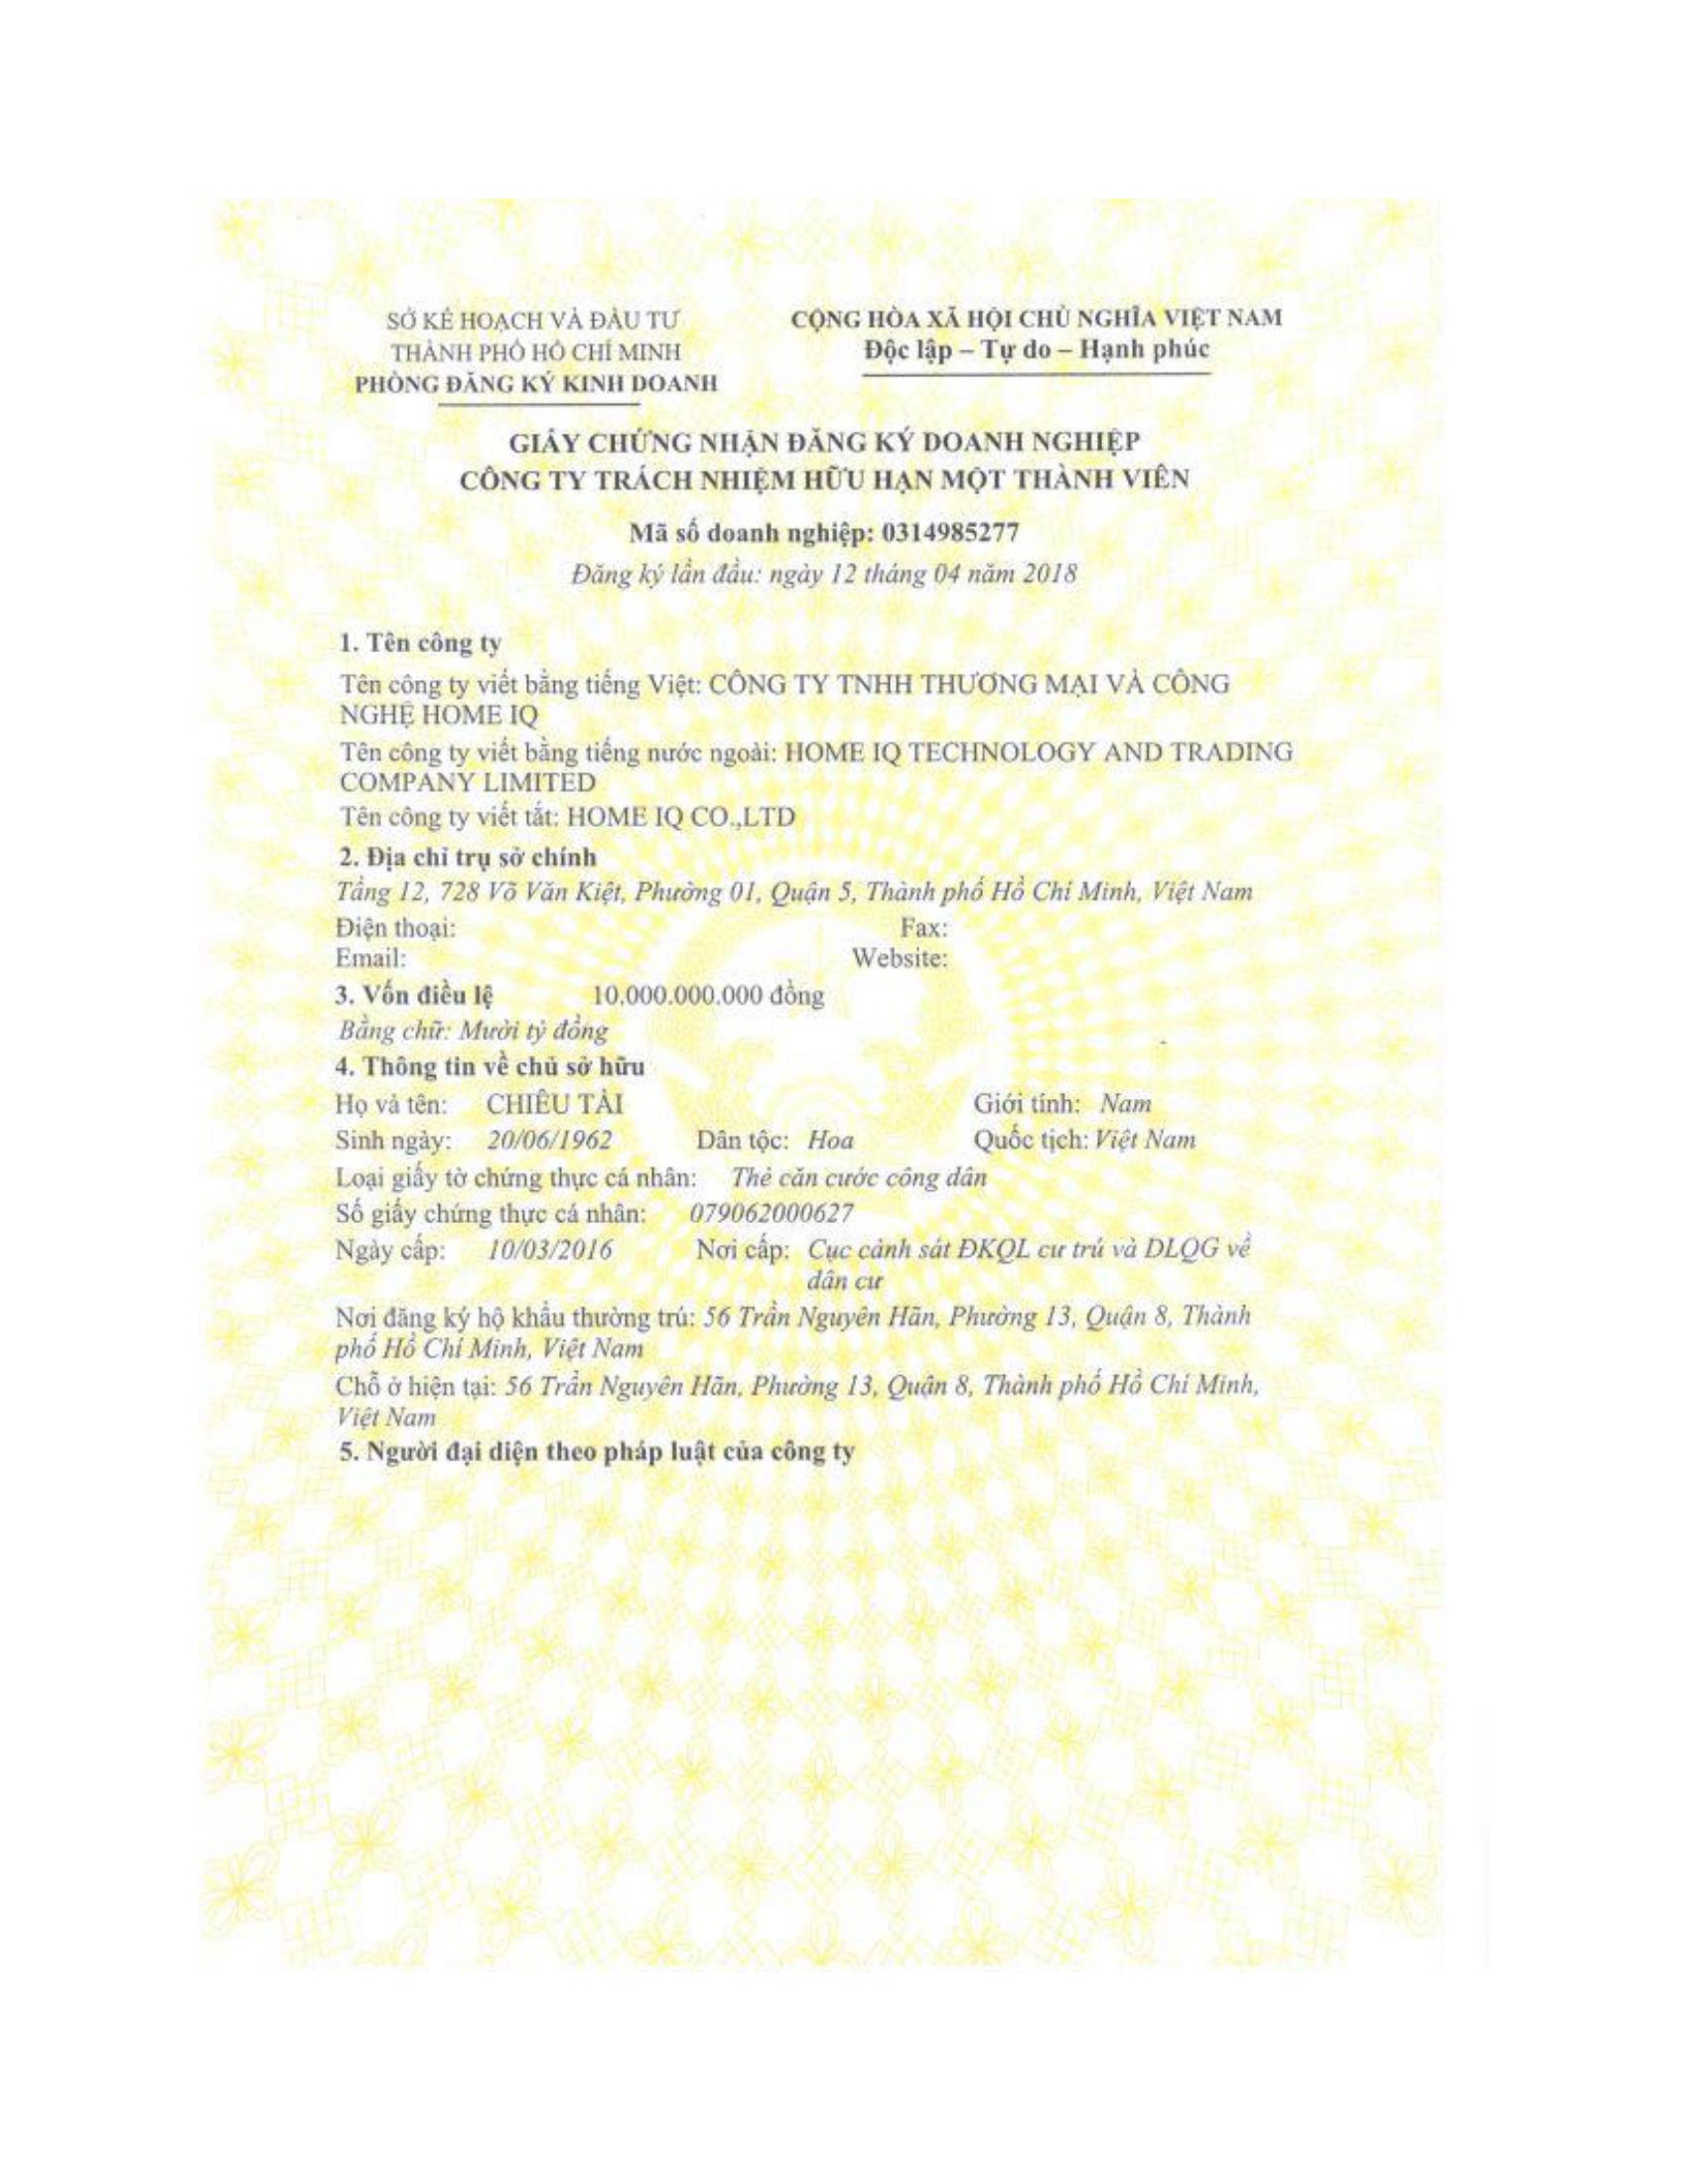 SỞ KẾ HOẠCH VÀ ĐẦU TƯ
THÀNH PHỐ HỒ CHÍ MINH
PHÒNG ĐĂNG KÝ KINH DOANH
CỘNG HÒA XÃ HỘI CHỦ NGHĨA VIỆT NAM
Độc lập – Tự do – Hạnh phúc
GIẤY CHỨNG NHẬN ĐĂNG KÝ DOANH NGHIỆP
CÔNG TY TRÁCH NHIỆM HỮU HẠN MỘT THÀNH VIÊN
Mã số doanh nghiệp: 0314985277
Đăng ký lần đầu: ngày 12 tháng 04 năm 2018
1. Tên công ty
Tên công ty viết bằng tiếng Việt: CÔNG TY TNHH THƯƠNG MẠI VÀ CÔNG
NGHỆ HOME IQ
Tên công ty viết bằng tiếng nước ngoài: HOME IQ TECHNOLOGY AND TRADING
COMPANY LIMITED
Tên công ty viết tắt: HOME IQ CO.,LTD
2. Địa chỉ trụ sở chính
Tầng 12, 728 Võ Văn Kiệt, Phường 01, Quận 5, Thành phố Hồ Chí Minh, Việt Nam
Điện thoại: Fax:
Email: Website:
3. Vốn điều lệ 10.000.000.000 đồng
Bằng chữ: Mười tỷ đồng
4. Thông tin về chủ sở hữu
Họ và tên: CHIÊU TÀI Giới tính: Nam
Sinh ngày: 20/06/1962 Dân tộc: Hoa Quốc tịch: Việt Nam
Loại giấy tờ chứng thực cá nhân: Thẻ căn cước công dân
Số giấy chứng thực cá nhân: 079062000627
Ngày cấp: 10/03/2016 Nơi cấp: Cục cảnh sát ĐKQL cư trú và DLQG về
dân cư
Nơi đăng ký hộ khẩu thường trú: 56 Trần Nguyên Hãn, Phường 13, Quận 8, Thành
phố Hồ Chí Minh, Việt Nam
Chỗ ở hiện tại: 56 Trần Nguyên Hãn, Phường 13, Quận 8, Thành phố Hồ Chí Minh,
Việt Nam
5. Người đại diện theo pháp luật của công ty